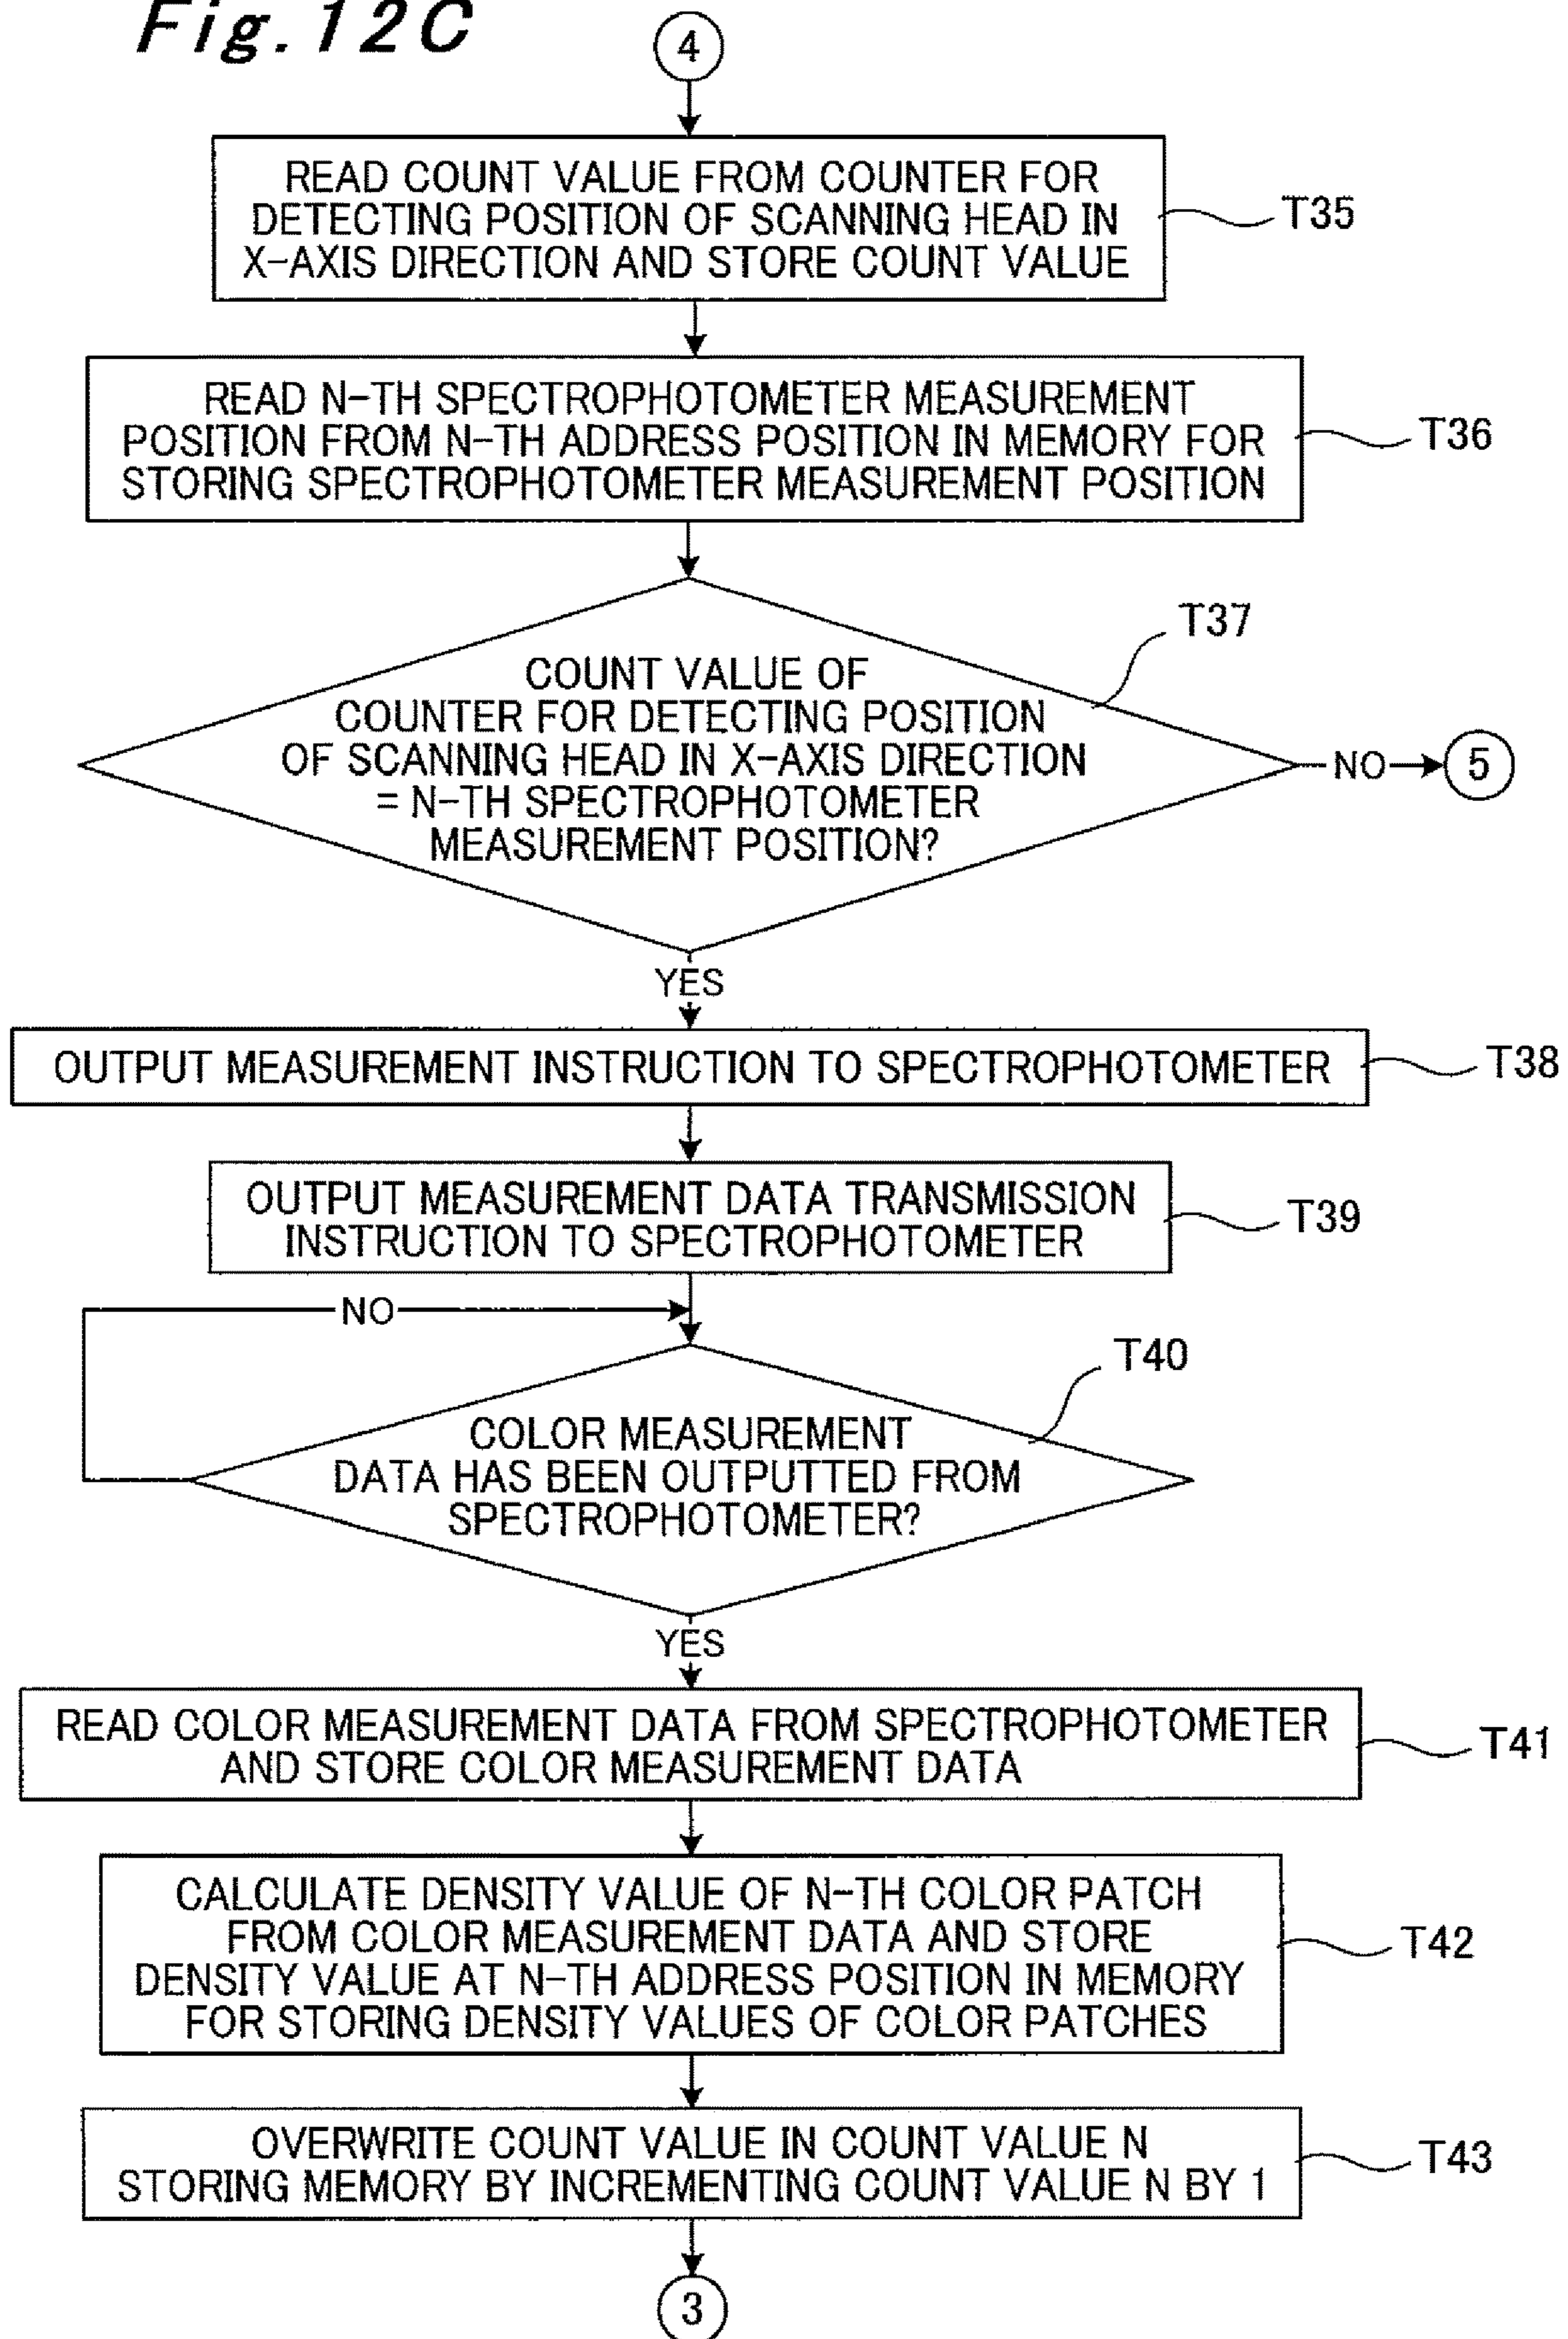 Fig.12C
4
READ COUNT VALUE FROM COUNTER FOR
DETECTING POSITION OF SCANNING HEAD IN
X-AXIS DIRECTION AND STORE COUNT VALUE
T35
READ N-TH SPECTROPHOTOMETER MEASUREMENT
POSITION FROM N-TH ADDRESS POSITION IN MEMORY FOR
STORING SPECTROPHOTOMETER MEASUREMENT POSITION
T36
T37
COUNT VALUE OF
COUNTER FOR DETECTING POSITION
OF SCANNING HEAD IN X-AXIS DIRECTION
= N-TH SPECTROPHOTOMETER
MEASUREMENT POSITION?
NO
5
YES
OUTPUT MEASUREMENT INSTRUCTION TO SPECTROPHOTOMETER
T38
OUTPUT MEASUREMENT DATA TRANSMISSION
INSTRUCTION TO SPECTROPHOTOMETER
T39
NO
T40
COLOR MEASUREMENT
DATA HAS BEEN OUTPUTTED FROM
SPECTROPHOTOMETER?
YES
READ COLOR MEASUREMENT DATA FROM SPECTROPHOTOMETER
AND STORE COLOR MEASUREMENT DATA
T41
CALCULATE DENSITY VALUE OF N-TH COLOR PATCH
FROM COLOR MEASUREMENT DATA AND STORE
DENSITY VALUE AT N-TH ADDRESS POSITION IN MEMORY
FOR STORING DENSITY VALUES OF COLOR PATCHES
T42
OVERWRITE COUNT VALUE IN COUNT VALUE N
STORING MEMORY BY INCREMENTING COUNT VALUE N BY 1
T43
3